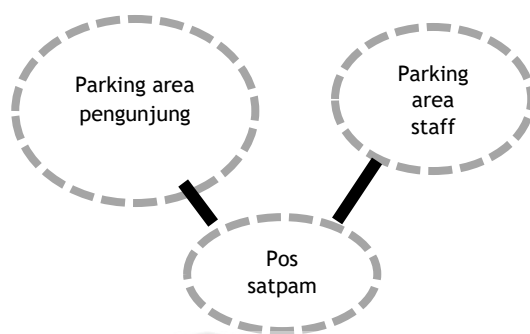 Parking area
pengunjung
Parking
area
staff
Pos
satpam